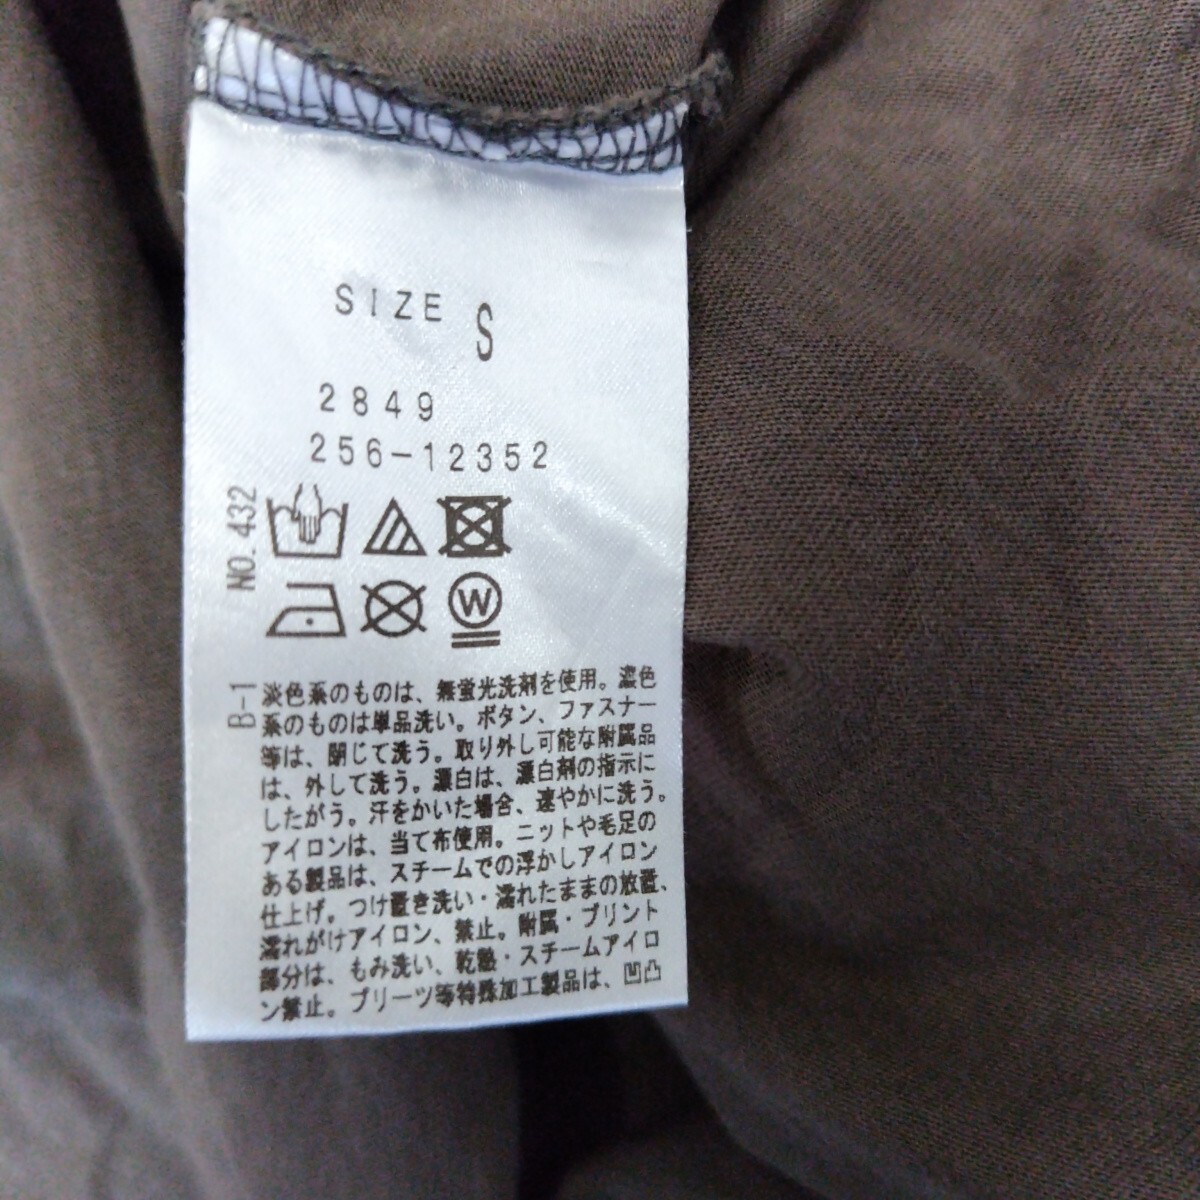 SIZE S
2849
256-12352
NO. 432
W
B-1
淡色系のものは、無蛍光洗剤を使用。濃色
系のものは単品洗い。ボタン、ファスナー
等は、閉じて洗う。取り外し可能な附属品
は、外して洗う。漂白は、漂白剤の指示に
したがう。汗をかいた場合、速やかに洗う。
アイロンは、当て布使用。ニットや毛足の
ある製品は、スチームでの浮かしアイロン
仕上げ。つけ置き洗い・濡れたままの放置、
濡れがけアイロン、禁止。附属・プリント
部分は、もみ洗い、乾熱・スチームアイロ
ン禁止。プリーツ等特殊加工製品は、